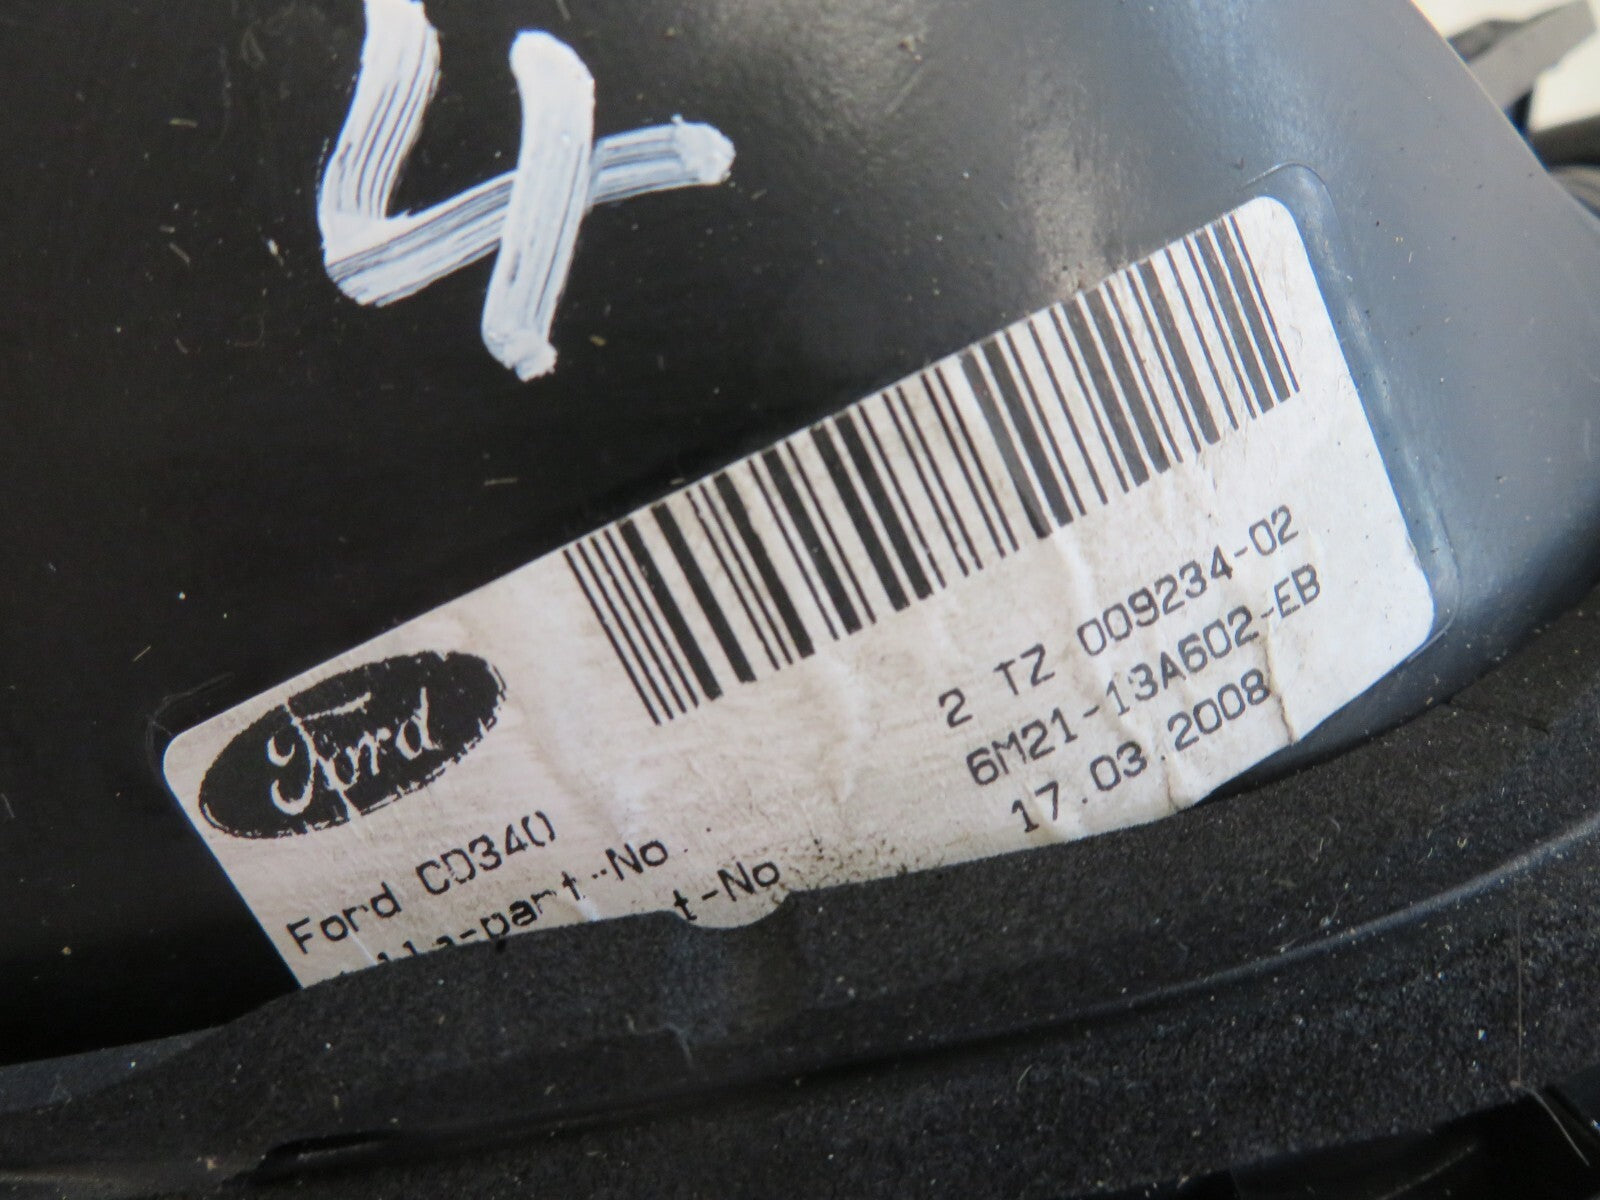 4
Ford
2 TZ 009234-02
6M21-13A602-EB
17.03.2008
Ford CD340
-part-No
t-No